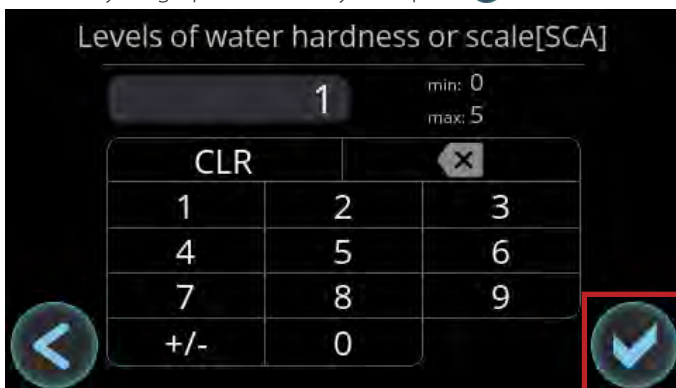 Levels of water hardness or scale[SCA]
1 min: 0
max: 5
CLR
1 2 3
4 5 6
7 8 9
+/- 0